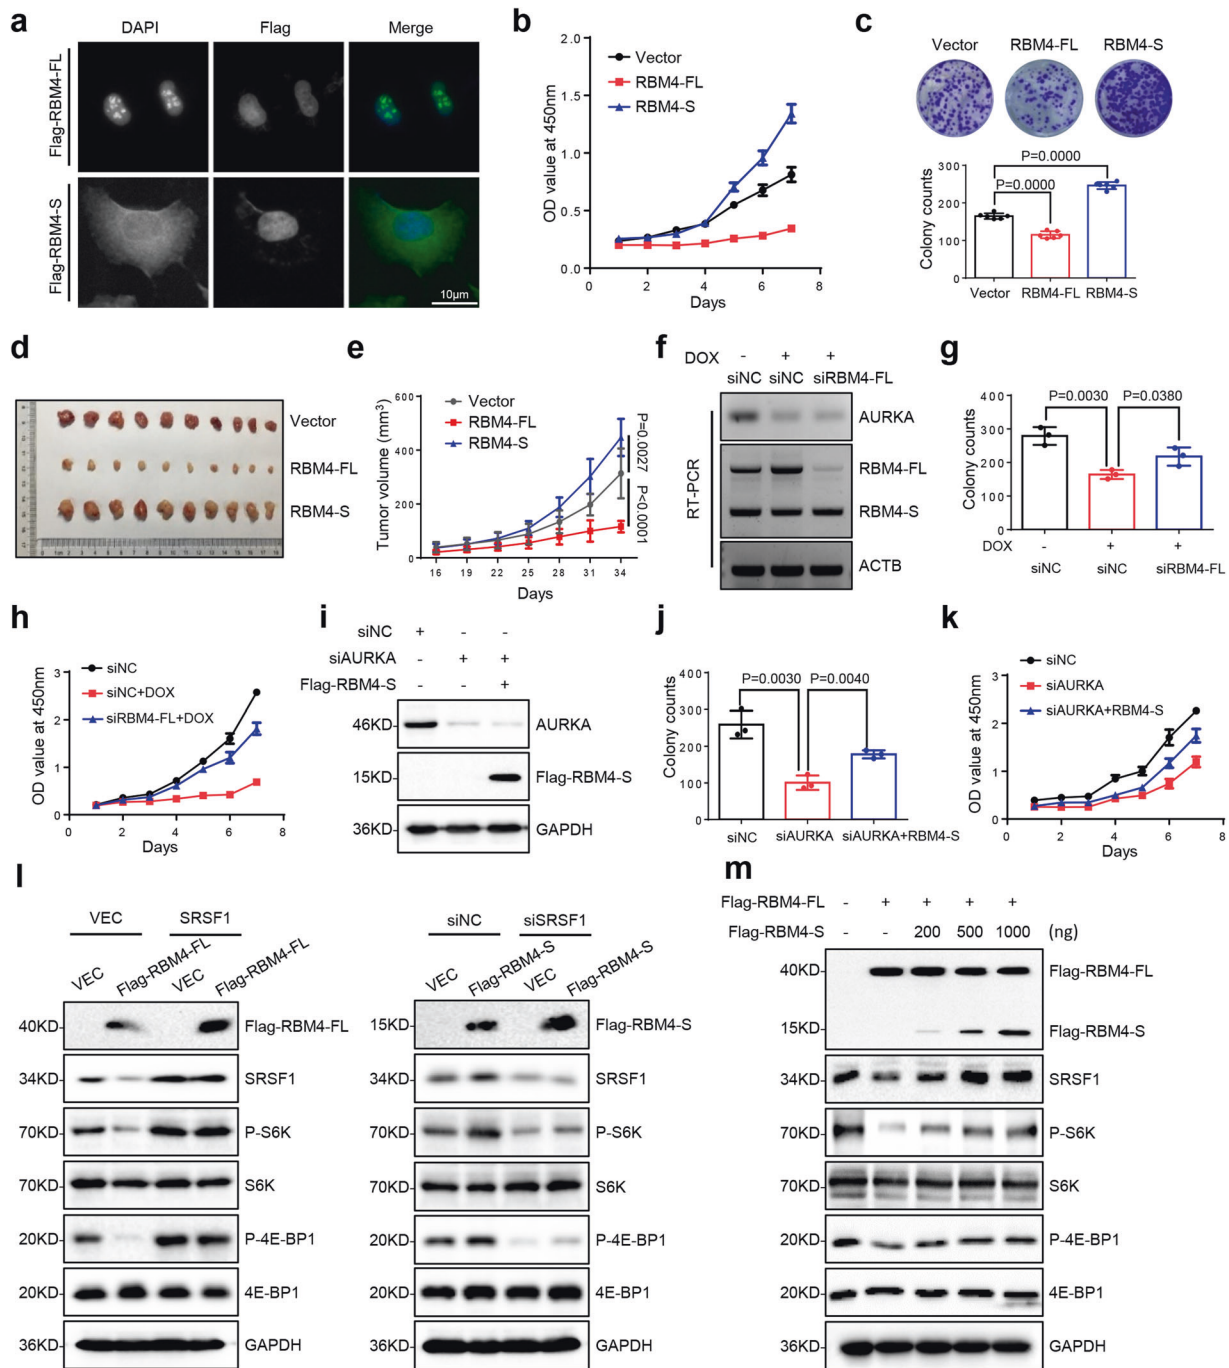 a
DAPI Flag Merge
Flag-RBM4-FL
Flag-RBM4-S
10μm
b
OD value at 450nm
2.0
1.5
1.0
0.5
0.0
Vector
RBM4-FL
RBM4-S
0 2 4 6 8
Days
c
Vector RBM4-FL RBM4-S
P=0.0000
P=0.0000
Colony counts
300
200
100
0
Vector RBM4-FL RBM4-S
d
Vector
RBM4-FL
RBM4-S
e
Tumor volume (mm³)
600
400
200
0
Vector
RBM4-FL
RBM4-S
P=0.0027
P<0.0001
16 19 22 25 28 31 34
Days
f
DOX - + +
siNC siNC siRBM4-FL
RT-PCR
AURKA
RBM4-FL
RBM4-S
ACTB
g
Colony counts
400
300
200
100
0
P=0.0030 P=0.0380
DOX - + +
siNC siNC siRBM4-FL
h
OD value at 450nm
3
2
1
0
siNC
siNC+DOX
siRBM4-FL+DOX
0 2 4 6 8
Days
i
siNC + - -
siAURKA - + +
Flag-RBM4-S - - +
46KD AURKA
15KD Flag-RBM4-S
36KD GAPDH
j
Colony counts
400
300
200
100
0
P=0.0030 P=0.0040
siNC siAURKA siAURKA+RBM4-S
k
OD value at 450nm
3
2
1
0
siNC
siAURKA
siAURKA+RBM4-S
0 2 4 6 8
Days
l
VEC SRSF1
VEC Flag-RBM4-FL VEC Flag-RBM4-FL
40KD Flag-RBM4-FL
34KD SRSF1
70KD P-S6K
70KD S6K
20KD P-4E-BP1
20KD 4E-BP1
36KD GAPDH
siNC siSRSF1
VEC Flag-RBM4-S VEC Flag-RBM4-S
15KD Flag-RBM4-S
34KD SRSF1
70KD P-S6K
70KD S6K
20KD P-4E-BP1
20KD 4E-BP1
36KD GAPDH
m
Flag-RBM4-FL - + + + +
Flag-RBM4-S - - 200 500 1000 (ng)
40KD Flag-RBM4-FL
15KD Flag-RBM4-S
34KD SRSF1
70KD P-S6K
70KD S6K
20KD P-4E-BP1
20KD 4E-BP1
36KD GAPDH